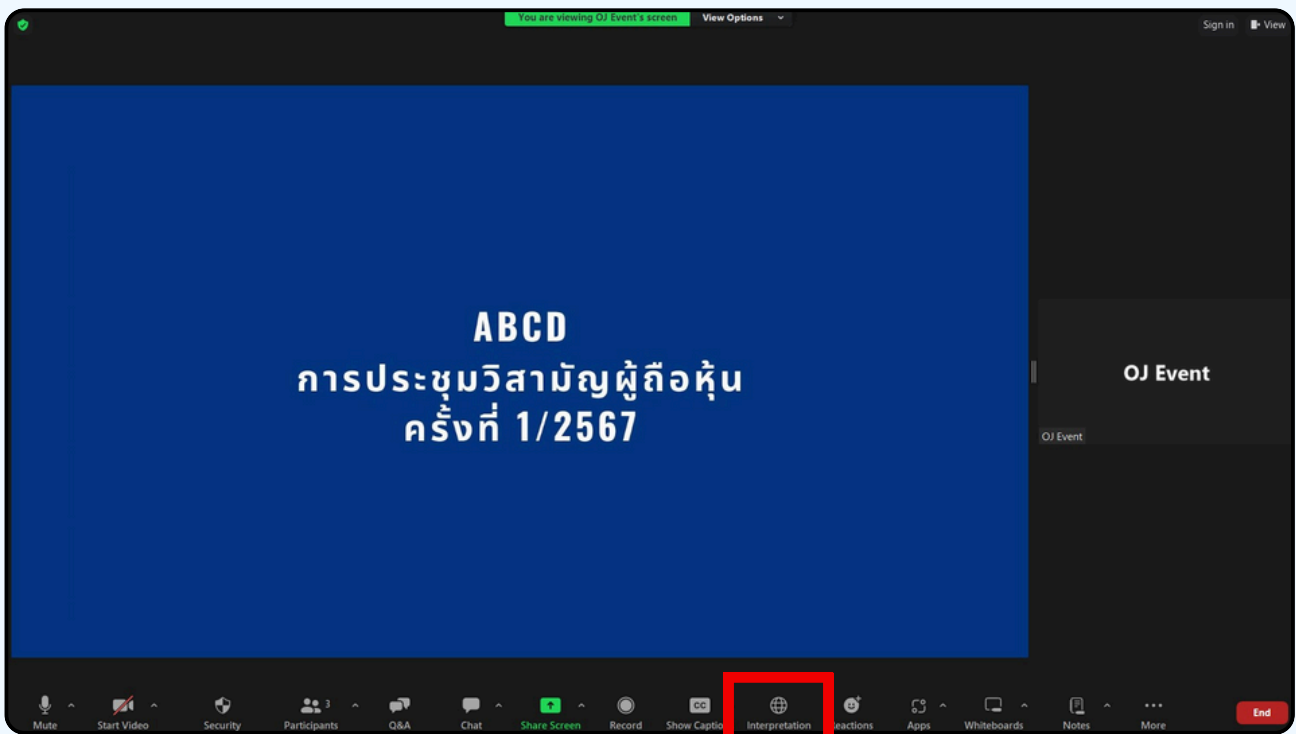 You are viewing OJ Event's screen View Options
Sign in View
ABCD
การประชุมวิสามัญผู้ถือหุ้น
ครั้งที่ 1/2567
OJ Event
OJ Event
3
CC
Mute Start Video Security Participants Q&A Chat Share Screen Record Show Captio Interpretation eactions Apps Whiteboards Notes More End